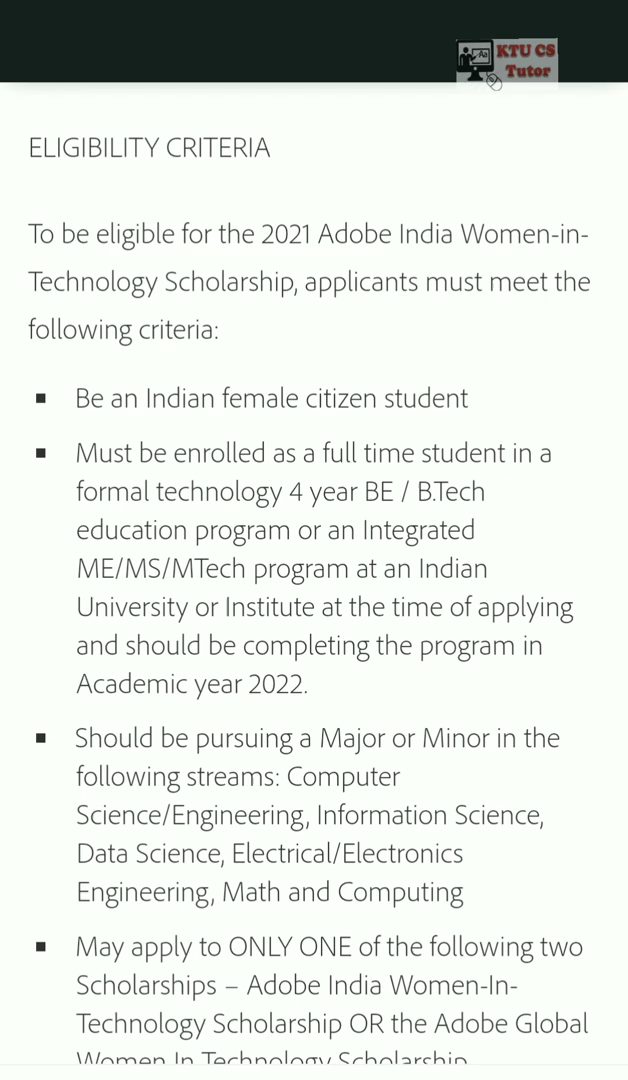 KTU CS
Tutor
ELIGIBILITY CRITERIA
To be eligible for the 2021 Adobe India Women-in-
Technology Scholarship, applicants must meet the
following criteria:
▪ Be an Indian female citizen student
▪ Must be enrolled as a full time student in a
formal technology 4 year BE / B.Tech
education program or an Integrated
ME/MS/MTech program at an Indian
University or Institute at the time of applying
and should be completing the program in
Academic year 2022.
▪ Should be pursuing a Major or Minor in the
following streams: Computer
Science/Engineering, Information Science,
Data Science, Electrical/Electronics
Engineering, Math and Computing
▪ May apply to ONLY ONE of the following two
Scholarships – Adobe India Women-In-
Technology Scholarship OR the Adobe Global
Women In Technology Scholarship